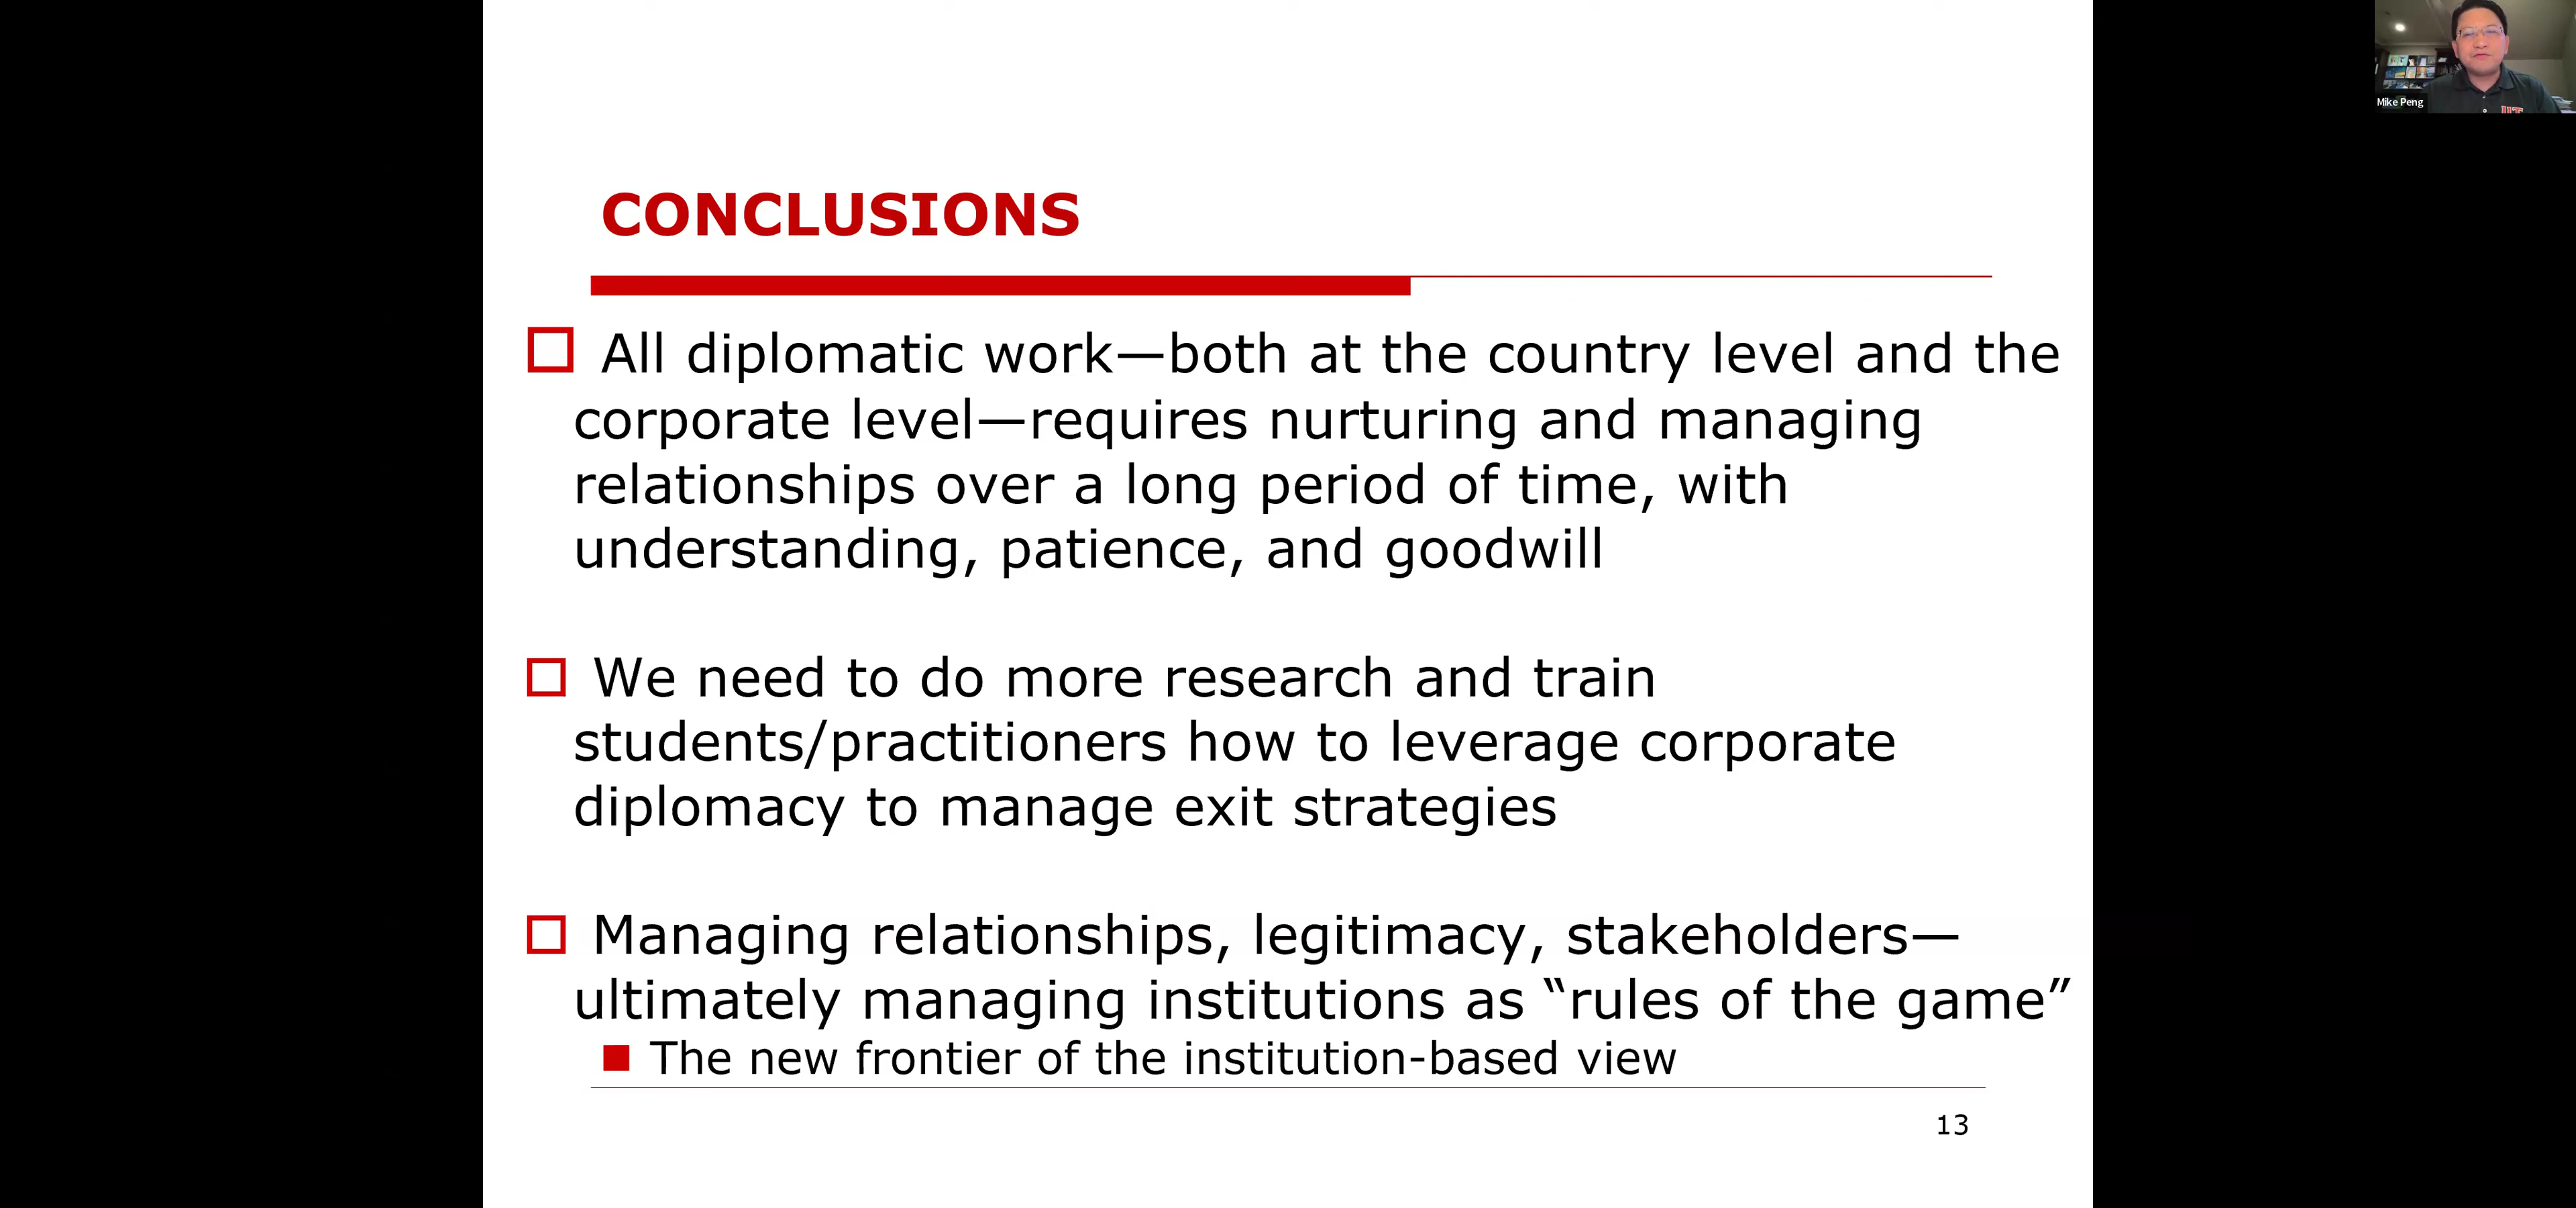 CONCLUSIONS
All diplomatic work—both at the country level and the
corporate level—requires nurturing and managing
relationships over a long period of time, with
understanding, patience, and goodwill
We need to do more research and train
students/practitioners how to leverage corporate
diplomacy to manage exit strategies
Managing relationships, legitimacy, stakeholders—
ultimately managing institutions as “rules of the game”
The new frontier of the institution-based view
13
Mike Peng